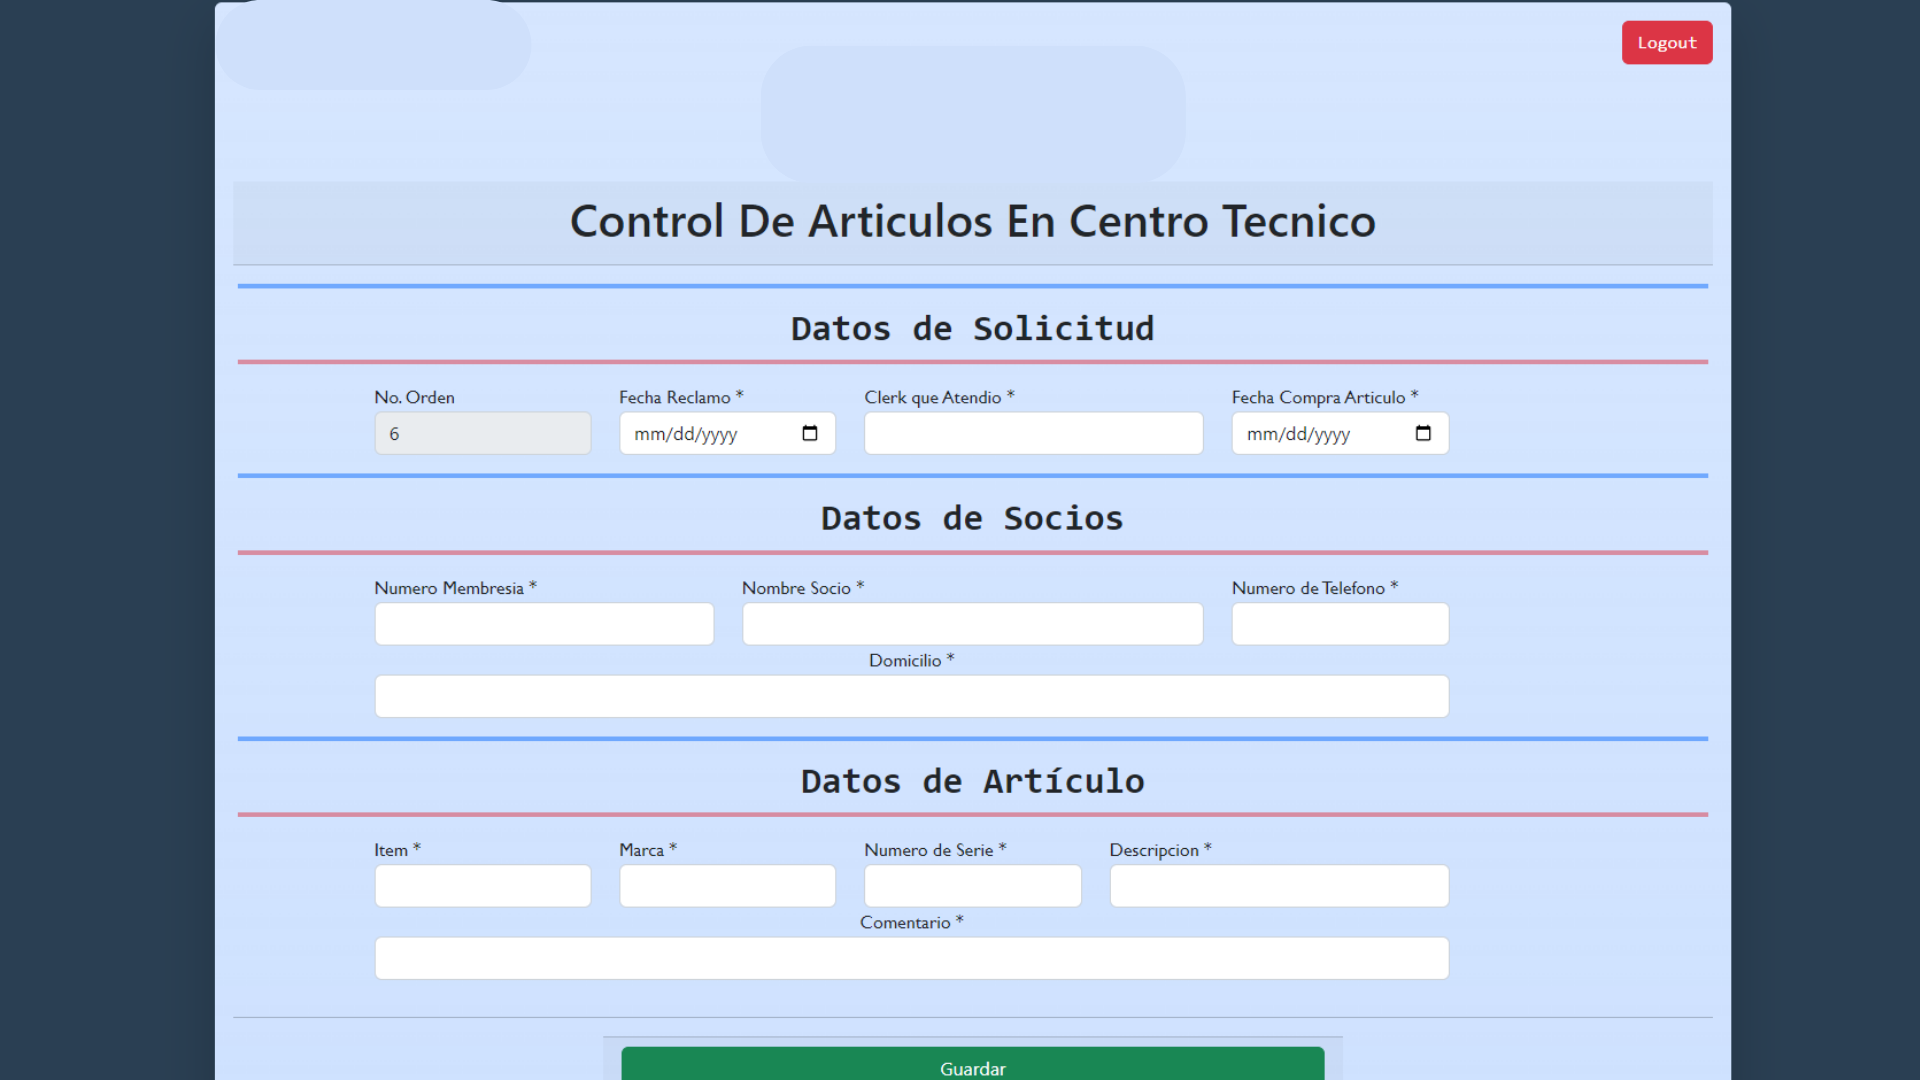 Logout
Control De Articulos En Centro Tecnico
Datos de Solicitud
No. Orden Fecha Reclamo * Clerk que Atendio * Fecha Compra Articulo *
6 mm/dd/yyyy mm/dd/yyyy
Datos de Socios
Numero Membresia * Nombre Socio * Numero de Telefono *
Domicilio *
Datos de Artículo
Item * Marca * Numero de Serie * Descripcion *
Comentario *
Guardar